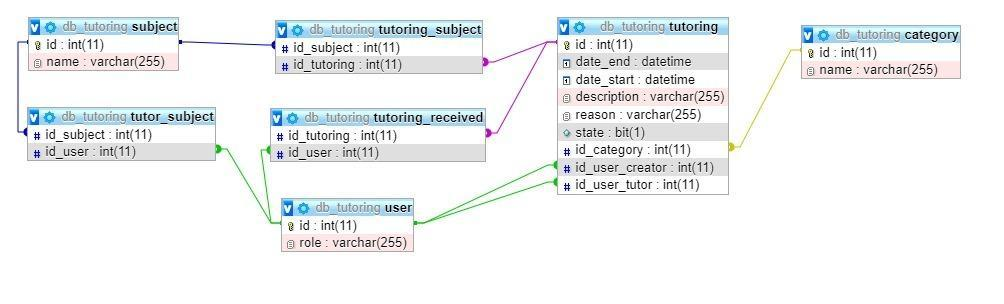 db_tutoring subject
id : int(11)
name : varchar(255)
db_tutoring tutoring_subject
id_subject : int(11)
id_tutoring : int(11)
db_tutoring tutoring
id : int(11)
date_end : datetime
date_start : datetime
description : varchar(255)
reason : varchar(255)
state : bit(1)
id_category : int(11)
id_user_creator : int(11)
id_user_tutor : int(11)
db_tutoring category
id : int(11)
name : varchar(255)
db_tutoring tutor_subject
id_subject : int(11)
id_user : int(11)
db_tutoring tutoring_received
id_tutoring : int(11)
id_user : int(11)
db_tutoring user
id : int(11)
role : varchar(255)